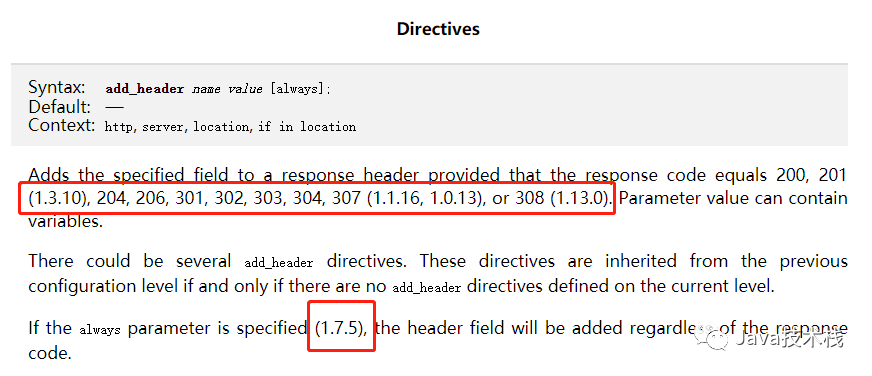 Directives
Syntax: add_header name value [always];
Default: —
Context: http, server, location, if in location
Adds the specified field to a response header provided that the response code equals 200, 201
(1.3.10), 204, 206, 301, 302, 303, 304, 307 (1.1.16, 1.0.13), or 308 (1.13.0). Parameter value can contain
variables.
There could be several add_header directives. These directives are inherited from the previous
configuration level if and only if there are no add_header directives defined on the current level.
If the always parameter is specified (1.7.5), the header field will be added regardless of the response
code.
Java技术栈